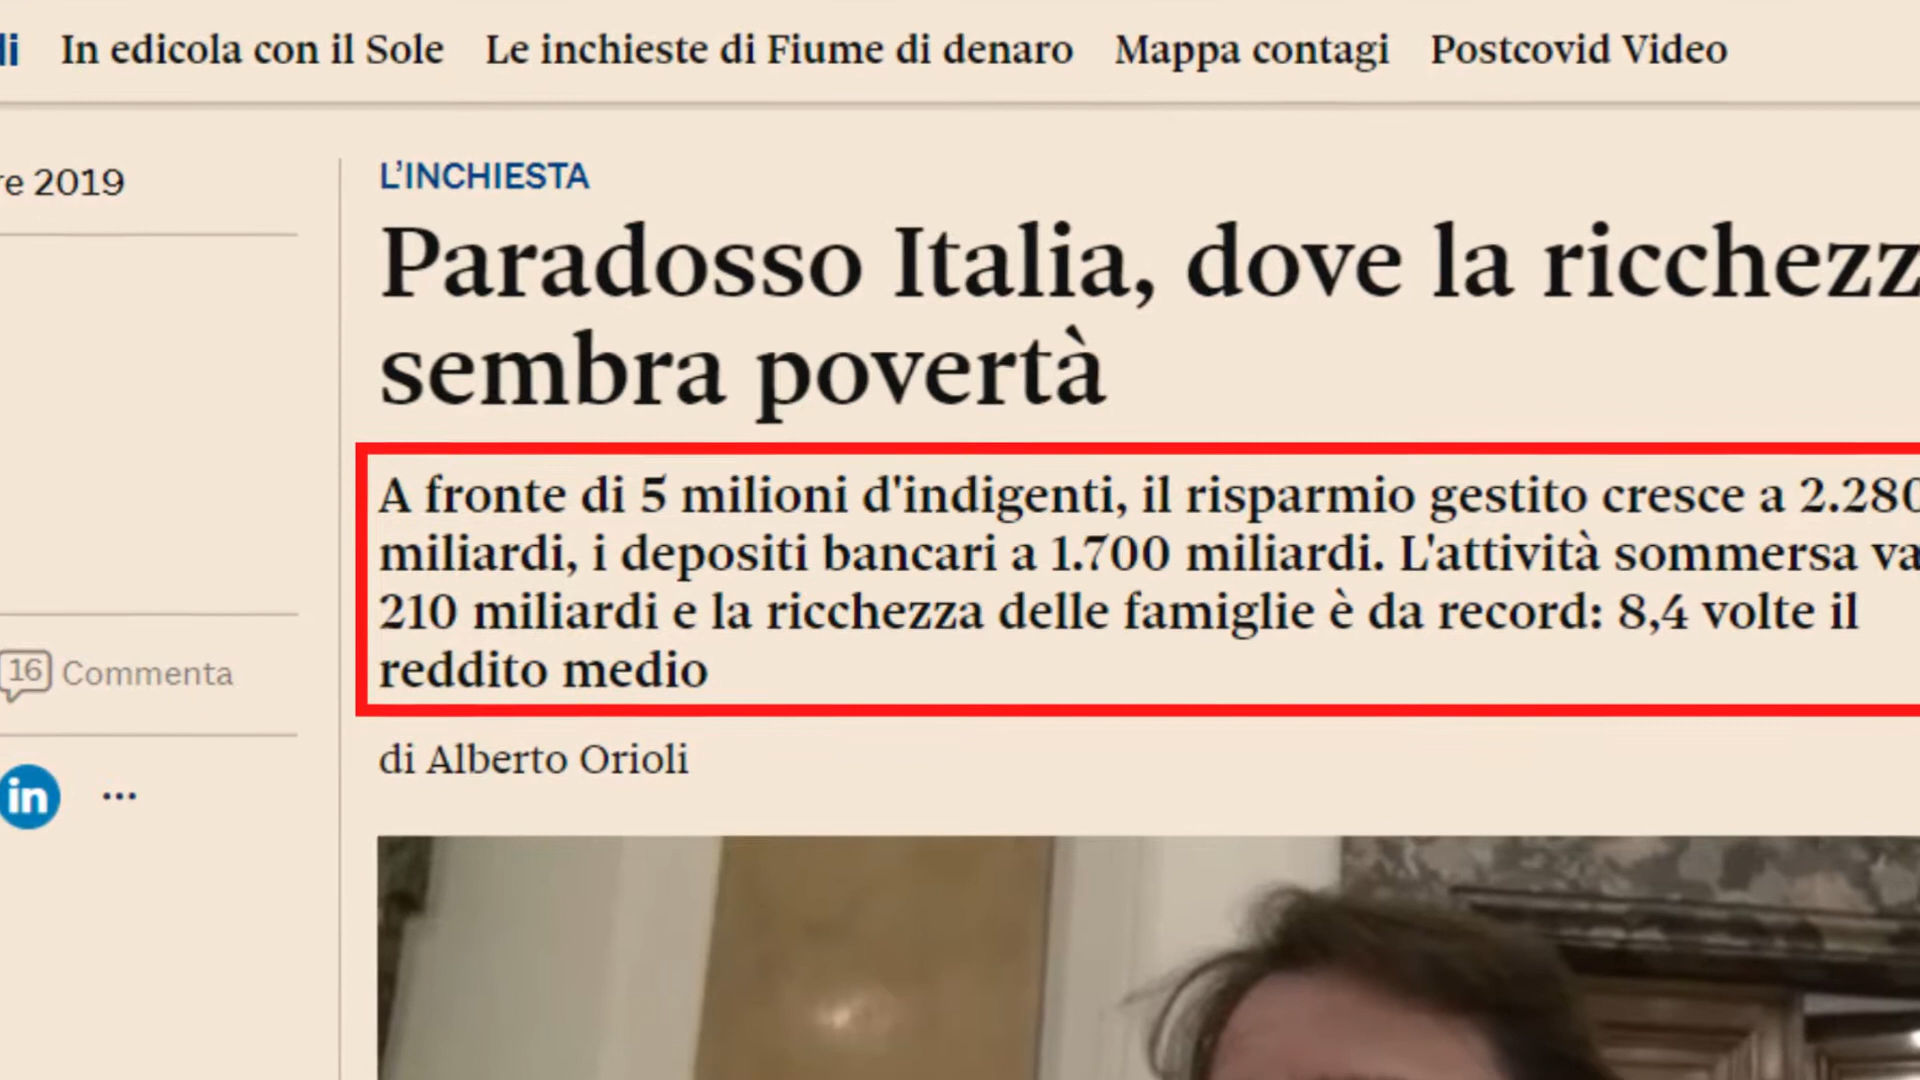 In edicola con il Sole Le inchieste di Fiume di denaro Mappa contagi Postcovid Video
2019
L'INCHIESTA
Paradosso Italia, dove la
sembra povertà
A fronte di 5 milioni d'indigenti, il risparmio gestito cresce a 2.280
miliardi, i depositi bancari a 1.700 miliardi. L'attività sommersa
210 miliardi e la ricchezza delle famiglie è da record: 8,4 volte il
reddito medio
16 Commenta
di Alberto Orioli
in ...